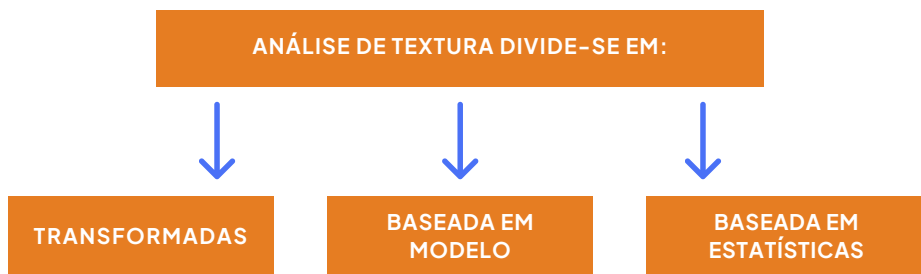 ANÁLISE DE TEXTURA DIVIDE-SE EM:
TRANSFORMADAS
BASEADA EM
MODELO
BASEADA EM
ESTATÍSTICAS